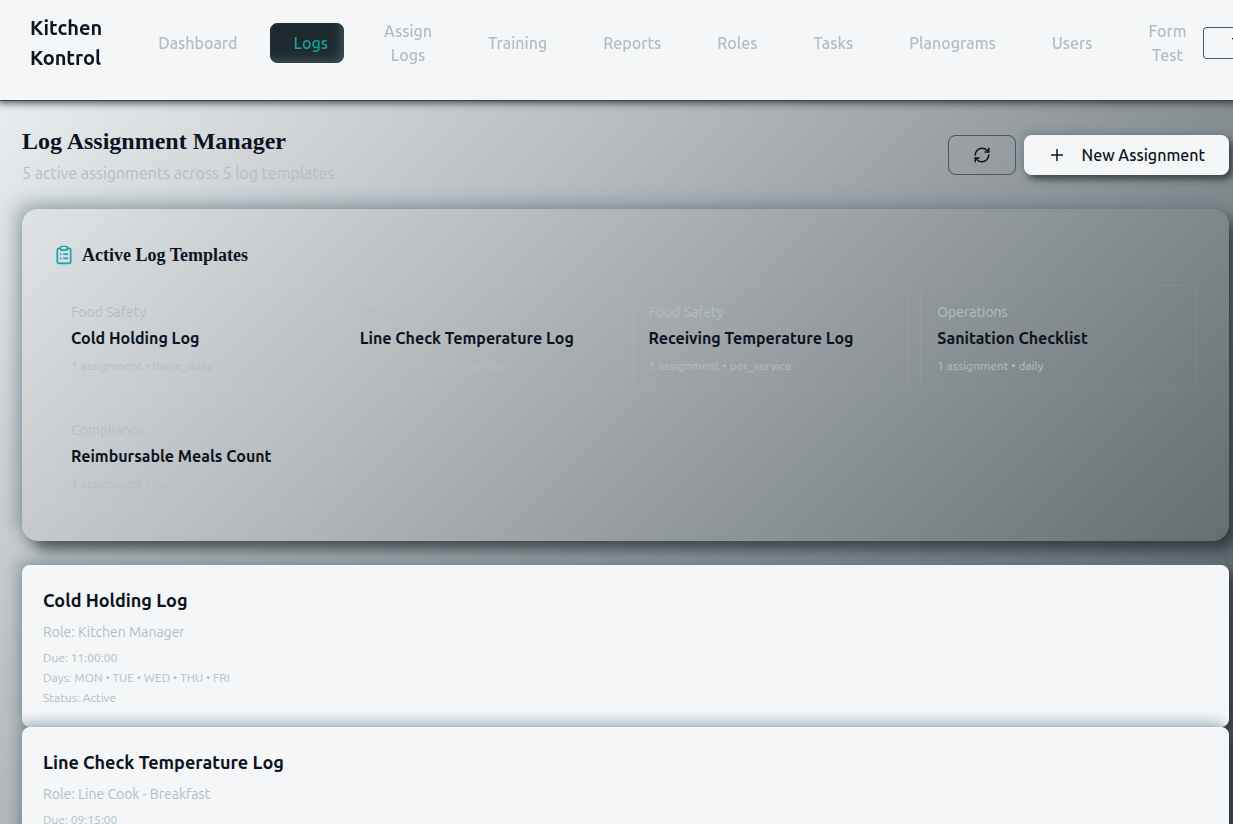 Kitchen
Kontrol
Dashboard
Logs
Assign
Logs
Training
Reports
Roles
Tasks
Planograms
Users
Form
Test
Log Assignment Manager
5 active assignments across 5 log templates
New Assignment
Active Log Templates
Food Safety
Cold Holding Log
1 assignment •
Line Check Temperature Log
Food Safety
Receiving Temperature Log
1 assignment • per_service
Operations
Sanitation Checklist
1 assignment • daily
Compliance
Reimbursable Meals Count
1 assignment
Cold Holding Log
Role: Kitchen Manager
Due: 11:00:00
Days: MON • TUE • WED • THU • FRI
Status: Active
Line Check Temperature Log
Role: Line Cook - Breakfast
Due: 09:15:00